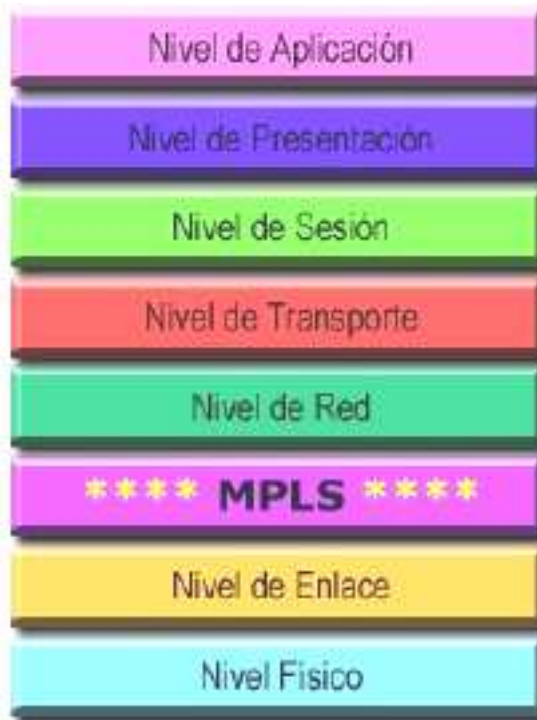 Nivel de Aplicación
Nivel de Presentación
Nivel de Sesión
Nivel de Transporte
Nivel de Red
**** MPLS ****
Nivel de Enlace
Nivel Fisico